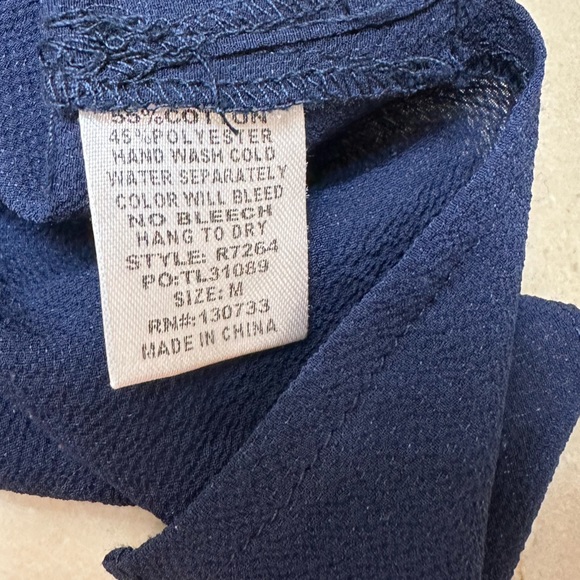 55% COTTON
45% POLYESTER
HAND WASH COLD
WATER SEPARATELY
COLOR WILL BLEED
NO BLEECH
HANG TO DRY
STYLE: R7264
PO:TL31089
SIZE: M
RN#:130733
MADE IN CHINA